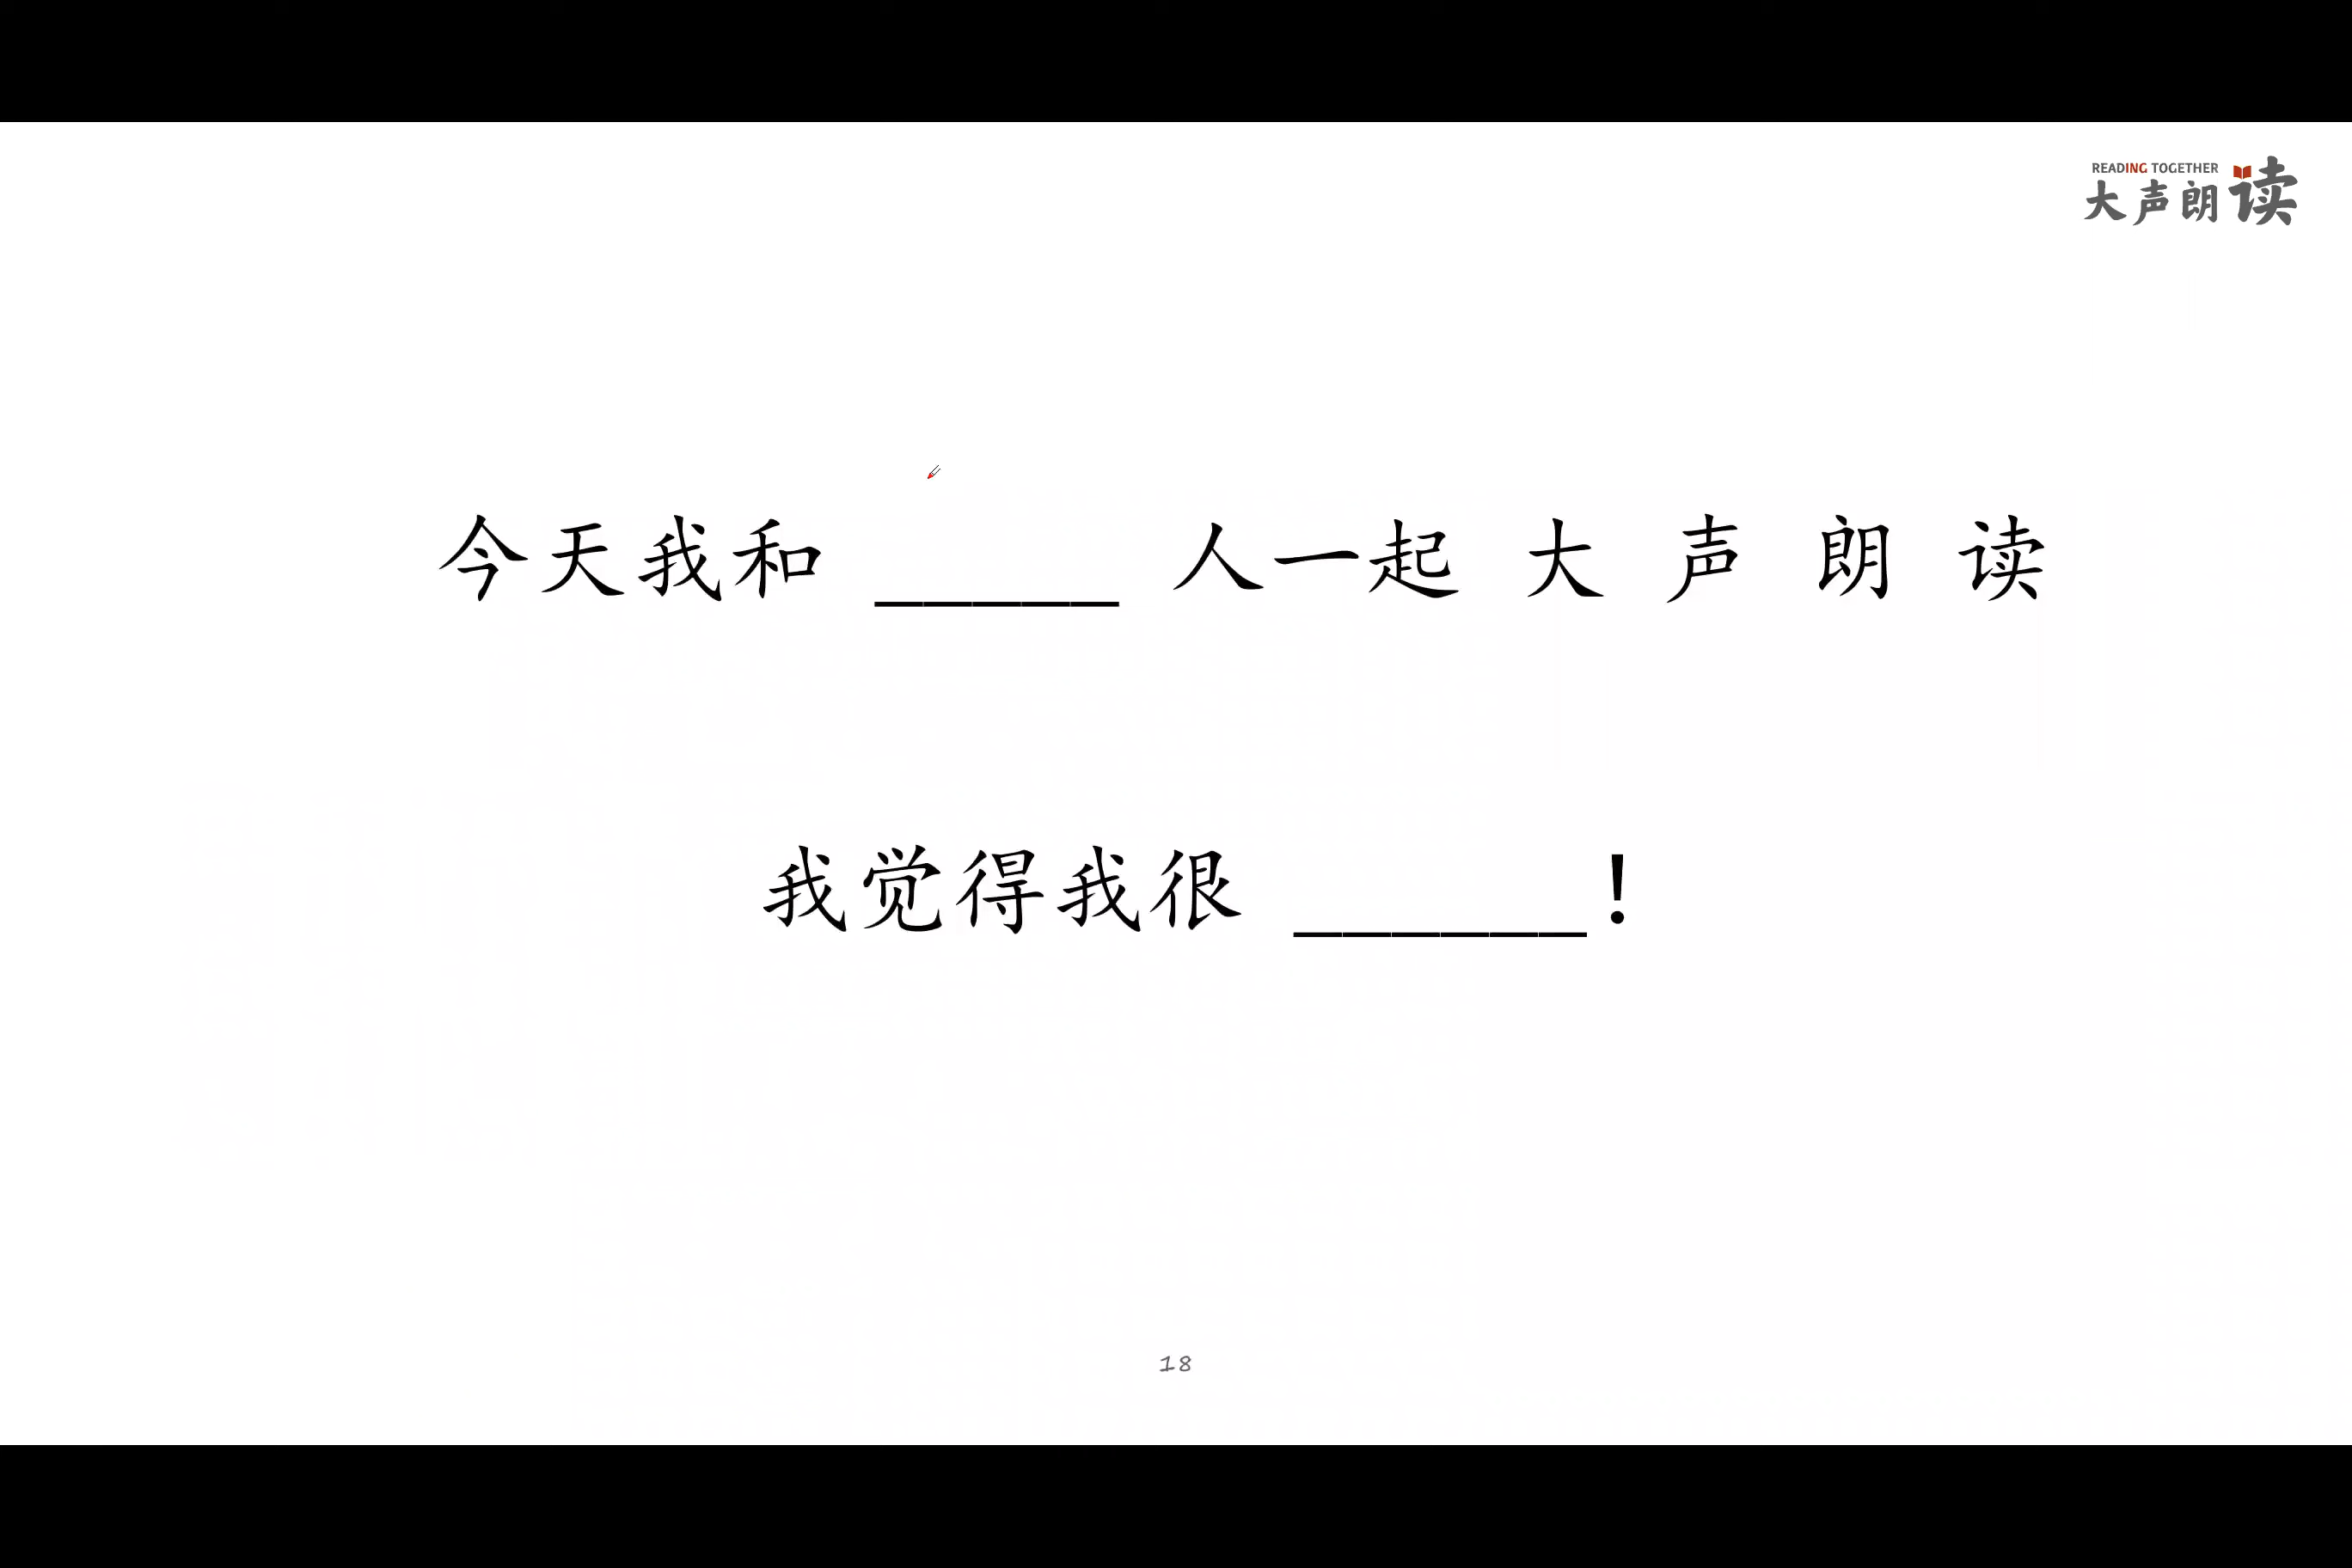 READING TOGETHER
大声朗读
今天我和 _____ 人一起 大 声 朗 读
我觉得我很 ______!
18